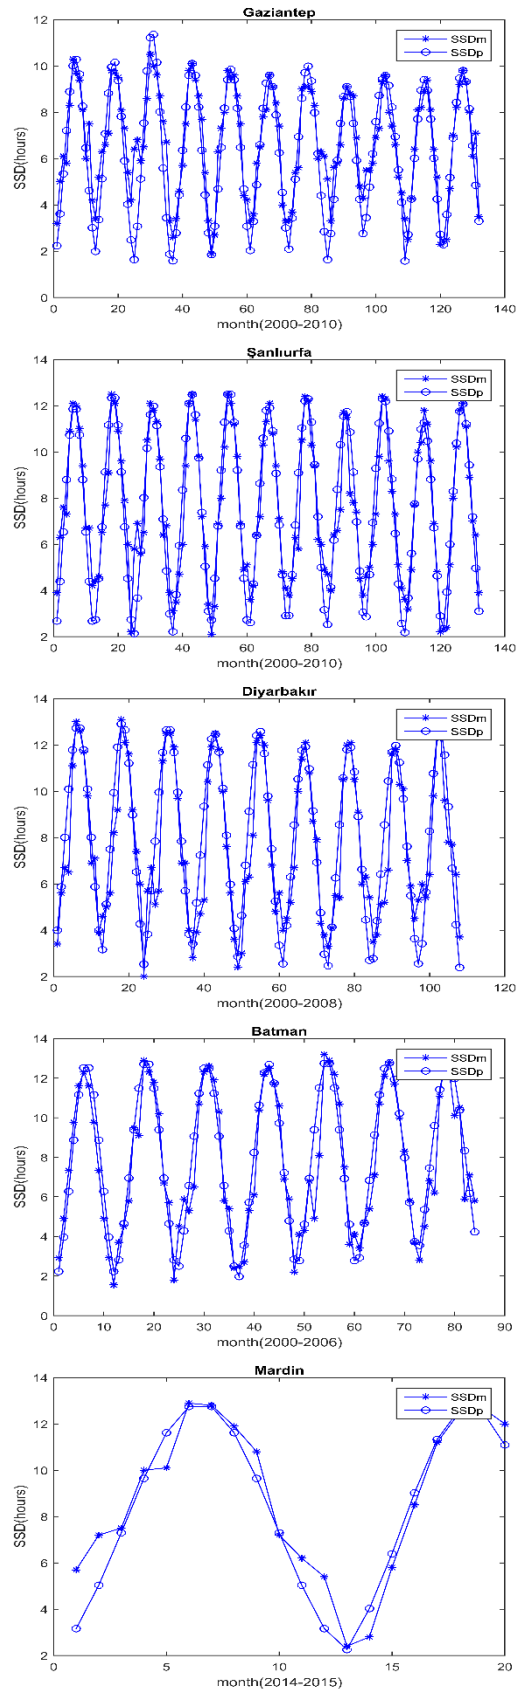 Gaziantep
12
10
8
6
4
2
0
SSD(hours)
SSDm
SSDp
0 20 40 60 80 100 120 140
month(2000-2010)
Şanlıurfa
14
12
10
8
6
4
2
SSD(hours)
SSDm
SSDp
0 20 40 60 80 100 120 140
month(2000-2010)
Diyarbakır
14
12
10
8
6
4
2
SSD(hours)
SSDm
SSDp
0 20 40 60 80 100 120
month(2000-2008)
Batman
14
12
10
8
6
4
2
0
SSD(hours)
SSDm
SSDp
0 10 20 30 40 50 60 70 80 90
month(2000-2006)
Mardin
14
12
10
8
6
4
2
SSD(hours)
SSDm
SSDp
0 5 10 15 20
month(2014-2015)